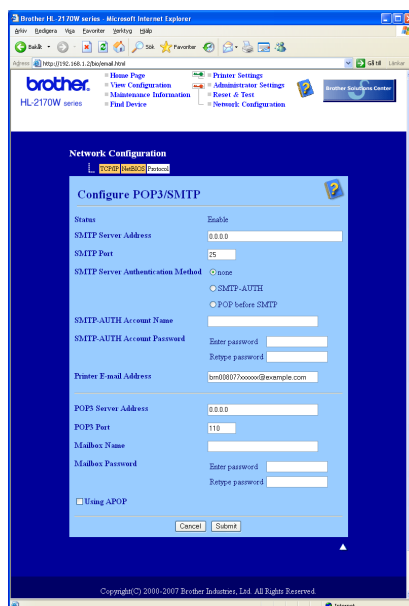 Brother HL-2170W series - Microsoft Internet Explorer
Arkiv Redigera Visa Favoriter Verktyg Hjälp
Bakåt Sök Favoriter
Adress http://192.168.1.2/bio/email.html Gå till Länkar
brother.
HL-2170W series
Home Page
View Configuration
Maintenance Information
Find Device
Printer Settings
Administrator Settings
Reset & Test
Network Configuration
Brother Solutions Center
Network Configuration
TCP/IP NetBIOS Protocol
Configure POP3/SMTP
Status Enable
SMTP Server Address 0.0.0.0
SMTP Port 25
SMTP Server Authentication Method none
SMTP-AUTH
POP before SMTP
SMTP-AUTH Account Name
SMTP-AUTH Account Password Enter password
Retype password
Printer E-mail Address brn008077xxxxxx@example.com
POP3 Server Address 0.0.0.0
POP3 Port 110
Mailbox Name
Mailbox Password Enter password
Retype password
Using APOP
Cancel Submit
Copyright(C) 2000-2007 Brother Industries, Ltd. All Rights Reserved.
Internet